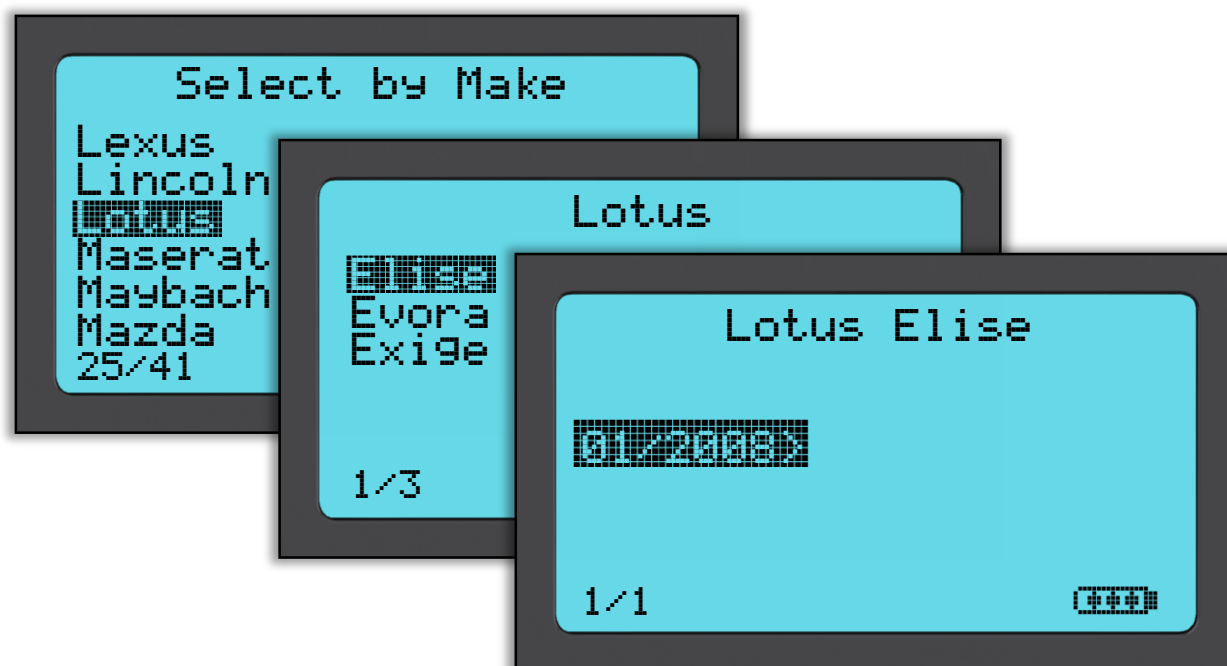 Select by Make
Lexus
Lincoln
Lotus
Maserat
Maybach
Mazda
25/41
Lotus
Elise
Evora
Exige
1/3
Lotus Elise
01/2008>
1/1